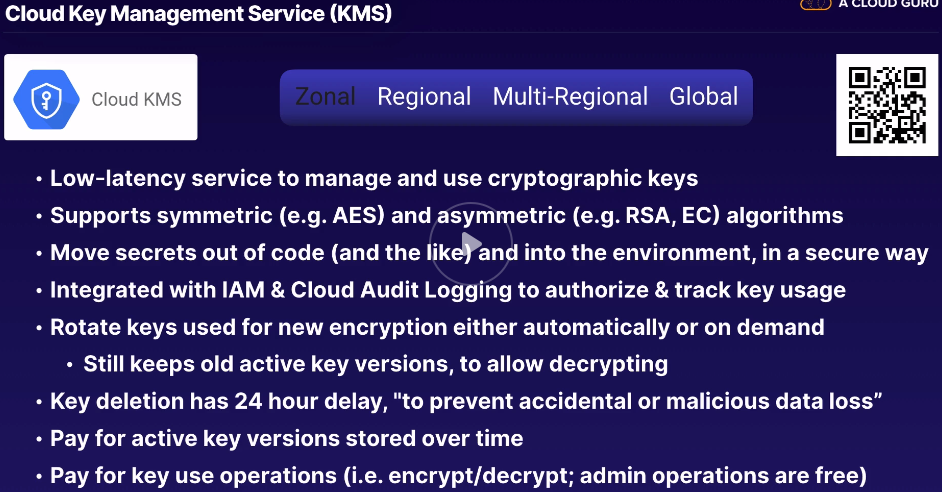 Cloud Key Management Service (KMS)
A CLOUD GURU
Cloud KMS
Zonal Regional Multi-Regional Global
• Low-latency service to manage and use cryptographic keys
• Supports symmetric (e.g. AES) and asymmetric (e.g. RSA, EC) algorithms
• Move secrets out of code (and the like) and into the environment, in a secure way
• Integrated with IAM & Cloud Audit Logging to authorize & track key usage
• Rotate keys used for new encryption either automatically or on demand
• Still keeps old active key versions, to allow decrypting
• Key deletion has 24 hour delay, "to prevent accidental or malicious data loss”
• Pay for active key versions stored over time
• Pay for key use operations (i.e. encrypt/decrypt; admin operations are free)